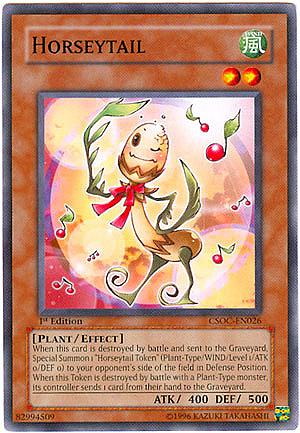 HORSEYTAIL
風
WIND
1st Edition
CSOC-EN026
[PLANT / EFFECT]
When this card is destroyed by battle and sent to the Graveyard,
Special Summon 1 "Horseytail Token" (Plant-Type/WIND/Level 1/ATK
0/DEF 0) to your opponent's side of the field in Defense Position.
When this Token is destroyed by battle with a Plant-Type monster,
its controller sends 1 card from their hand to the Graveyard.
ATK/ 400 DEF/ 500
82994509
©1996 KAZUKI TAKAHASHI